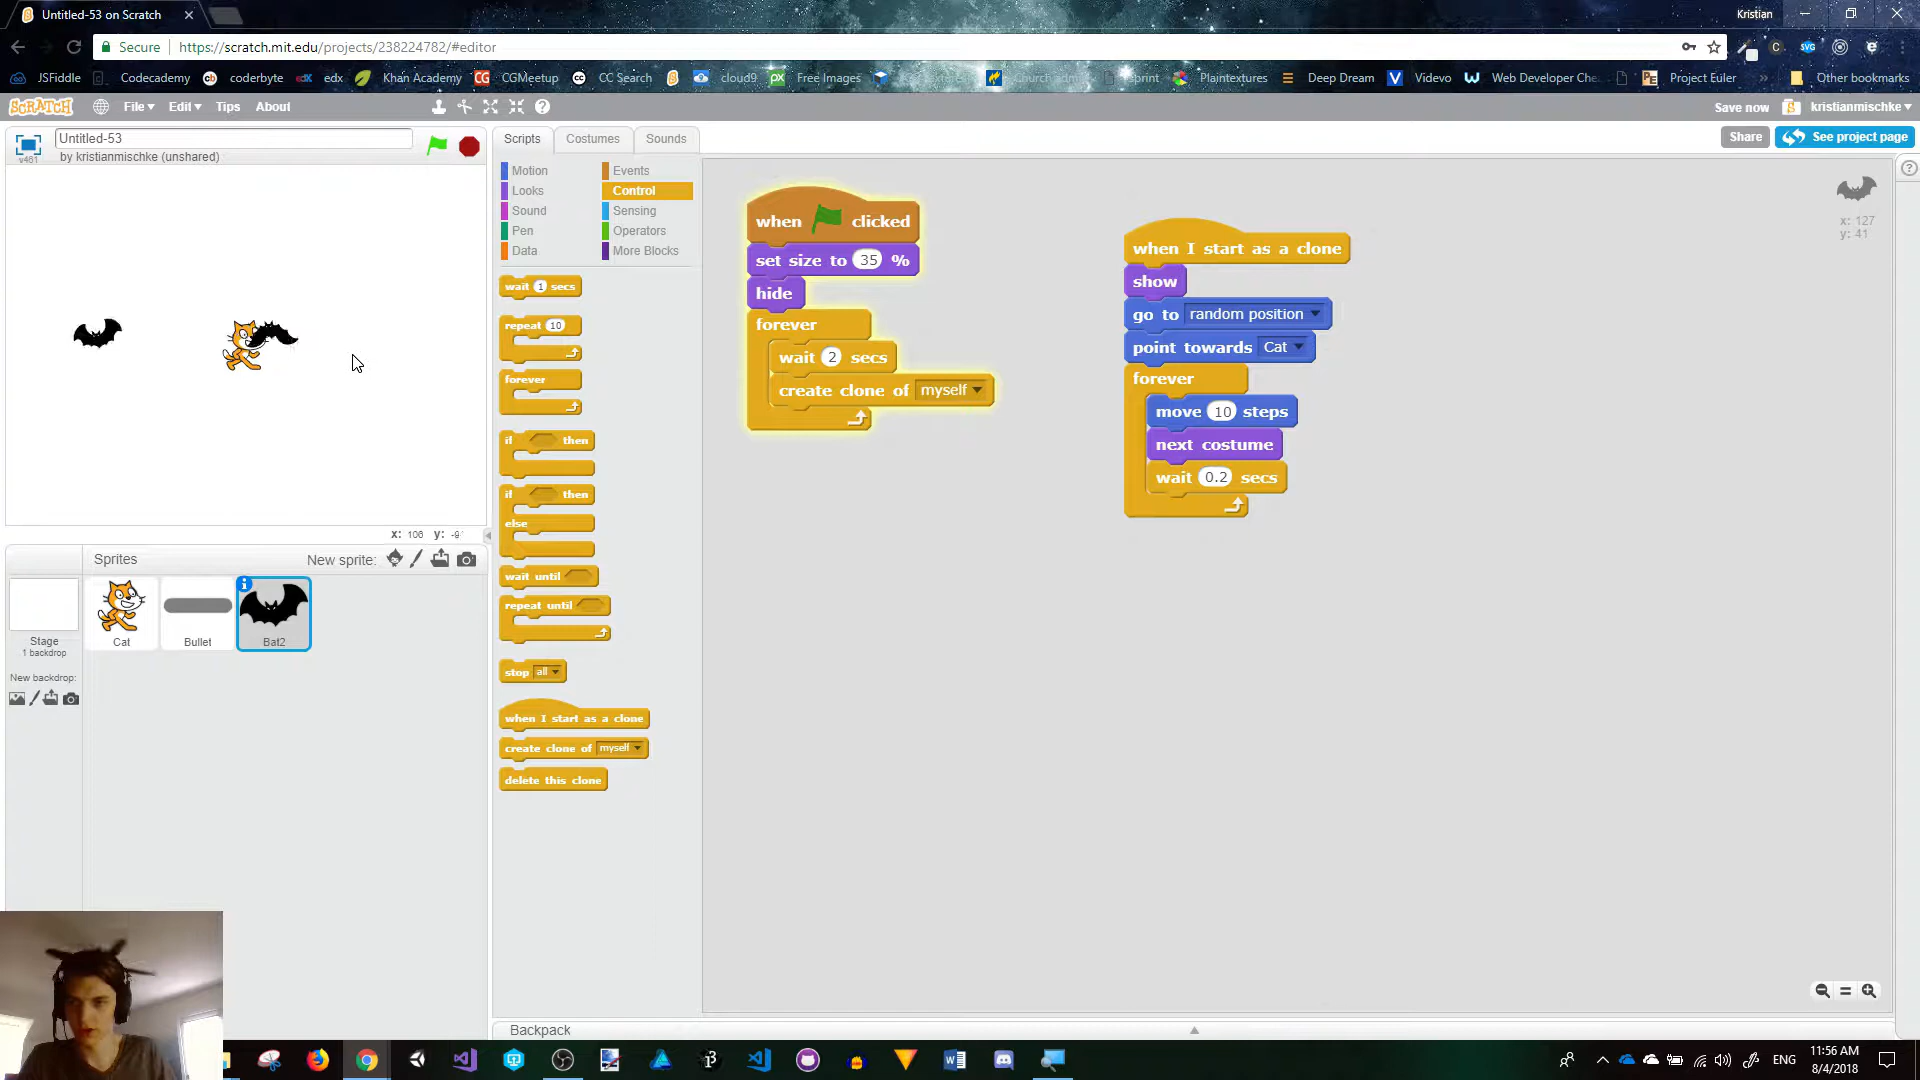 Untitled-53 on Scratch
Kristian
Secure https://scratch.mit.edu/projects/238224782/#editor
JSFiddle Codecademy coderbyte edx Khan Academy CGMeetup CC Search cloud9 Free Images Plaintextures Deep Dream Videvo Web Developer Che Project Euler Other bookmarks
SCRATCH File Edit Tips About Save now kristianmischke
Untitled-53
by kristianmischke (unshared)
v461
Scripts Costumes Sounds
Share See project page
Motion Events
Looks Control
Sound Sensing
Pen Operators
Data More Blocks
wait 1 secs
repeat 10
forever
if then
if then
else
wait until
repeat until
stop all
when I start as a clone
create clone of myself
delete this clone
when clicked
set size to 35 %
hide
forever
wait 2 secs
create clone of myself
when I start as a clone
show
go to random position
point towards Cat
forever
move 10 steps
next costume
wait 0.2 secs
x: 127
y: 41
x: 106 y: -9
Sprites New sprite:
Stage
1 backdrop
Cat Bullet Bat2
New backdrop:
Backpack
ENG
11:56 AM
8/4/2018